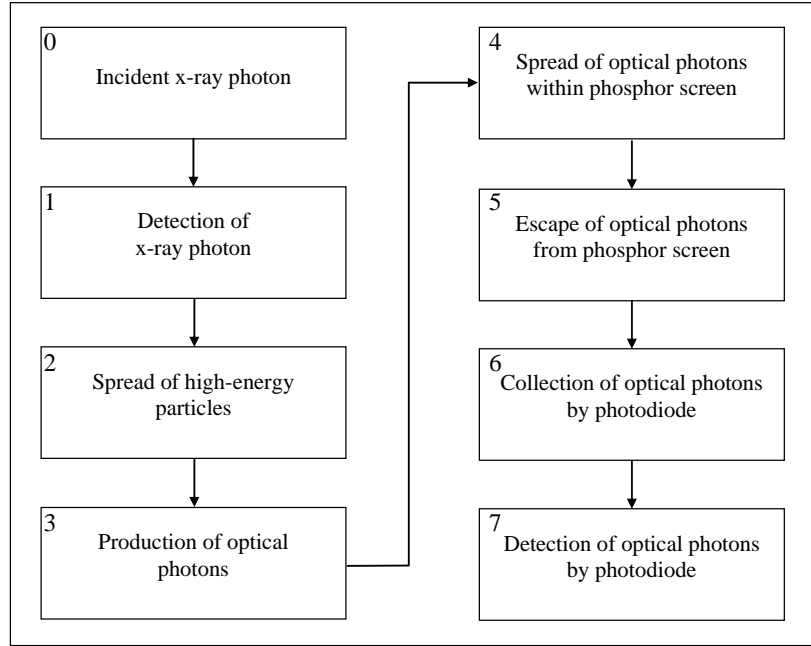 0
Incident x-ray photon
1
Detection of
x-ray photon
2
Spread of high-energy
particles
3
Production of optical
photons
4
Spread of optical photons
within phosphor screen
5
Escape of optical photons
from phosphor screen
6
Collection of optical photons
by photodiode
7
Detection of optical photons
by photodiode